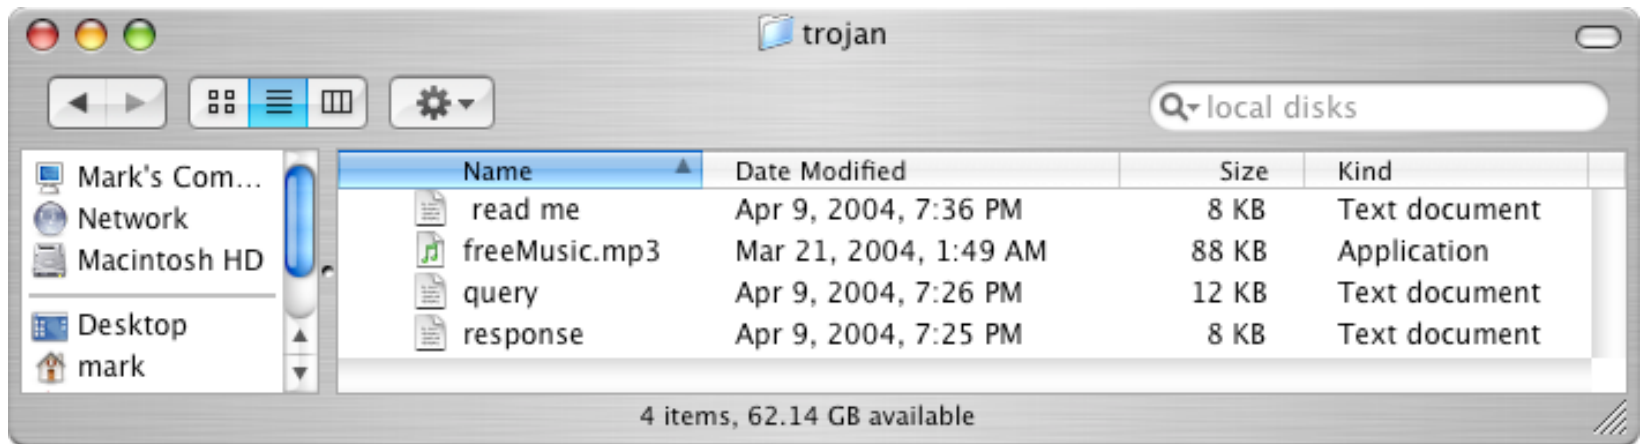 trojan
local disks
Mark's Com...
Network
Macintosh HD
Desktop
mark
Name Date Modified Size Kind
read me Apr 9, 2004, 7:36 PM 8 KB Text document
freeMusic.mp3 Mar 21, 2004, 1:49 AM 88 KB Application
query Apr 9, 2004, 7:26 PM 12 KB Text document
response Apr 9, 2004, 7:25 PM 8 KB Text document
4 items, 62.14 GB available